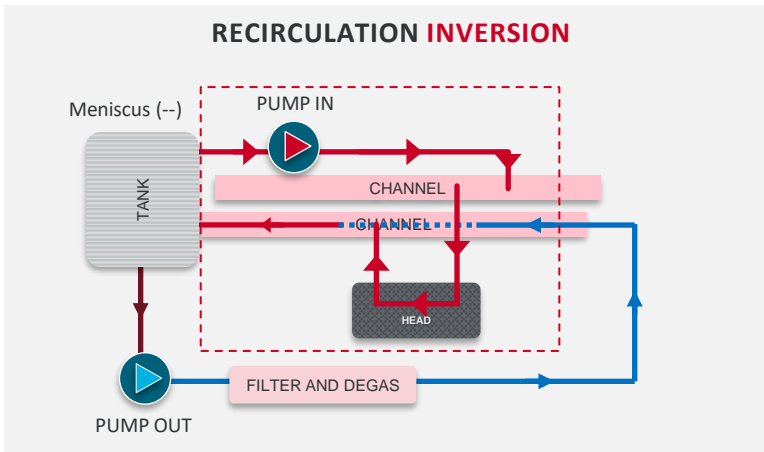 RECIRCULATION INVERSION
Meniscus (--)
PUMP IN
TANK
CHANNEL
CHANNEL
HEAD
FILTER AND DEGAS
PUMP OUT